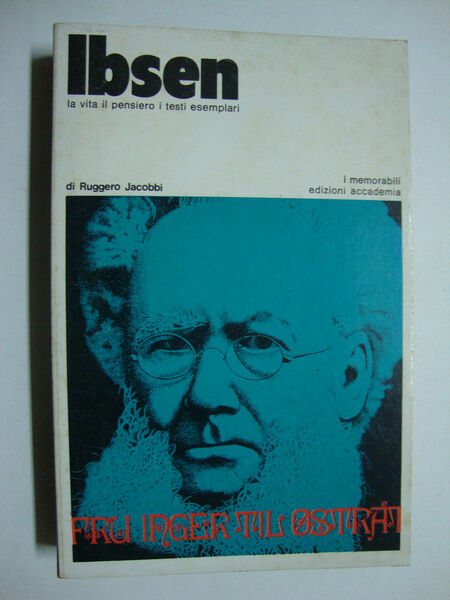 Ibsen
la vita il pensiero i testi esemplari
di Ruggero Jacobbi
i memorabili
edizioni accademia
FRU INGER TIL ØSTRÅT